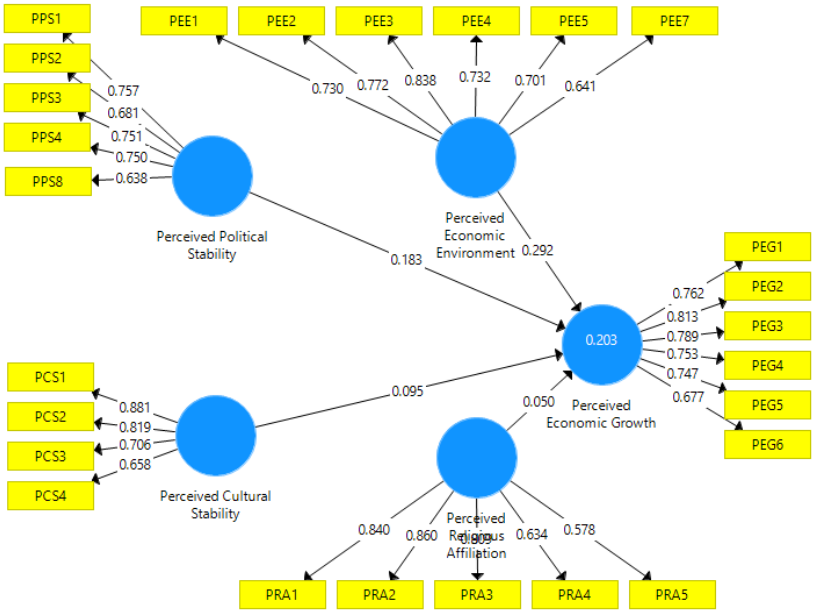 PPS1
PPS2
PPS3
PPS4
PPS8
PEE1
PEE2
PEE3
PEE4
PEE5
PEE7
0.757
0.681
0.751
0.750
0.638
0.730
0.772
0.838
0.732
0.701
0.641
Perceived Political
Stability
Perceived
Economic
Environment
0.183
0.292
PEG1
PEG2
PEG3
PEG4
PEG5
PEG6
0.762
0.813
0.789
0.753
0.747
0.677
0.203
Perceived
Economic Growth
PCS1
PCS2
PCS3
PCS4
0.881
0.819
0.706
0.658
Perceived Cultural
Stability
0.095
0.050
Perceived
Religious
Affiliation
0.840
0.860
0.634
0.578
PRA1
PRA2
PRA3
PRA4
PRA5